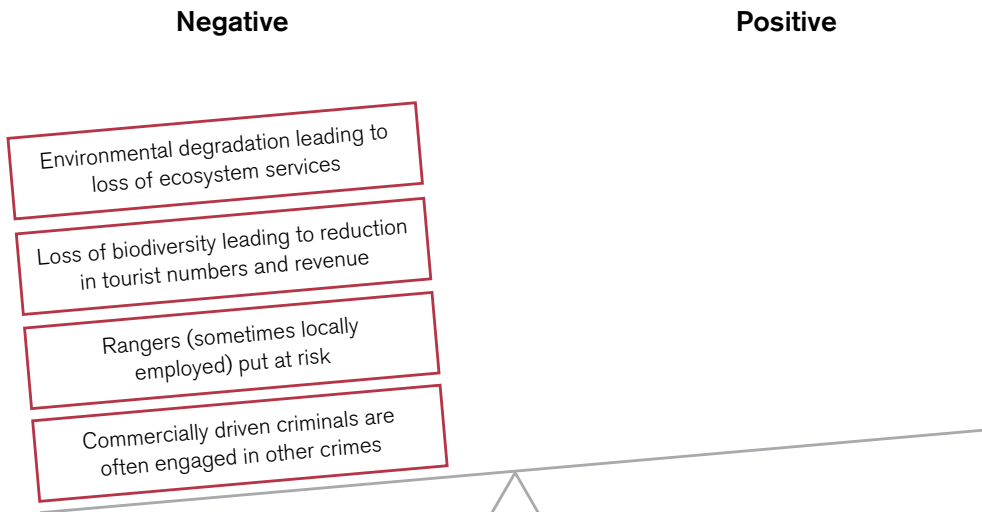 Negative
Positive
Environmental degradation leading to
loss of ecosystem services
Loss of biodiversity leading to reduction
in tourist numbers and revenue
Rangers (sometimes locally
employed) put at risk
Commercially driven criminals are
often engaged in other crimes